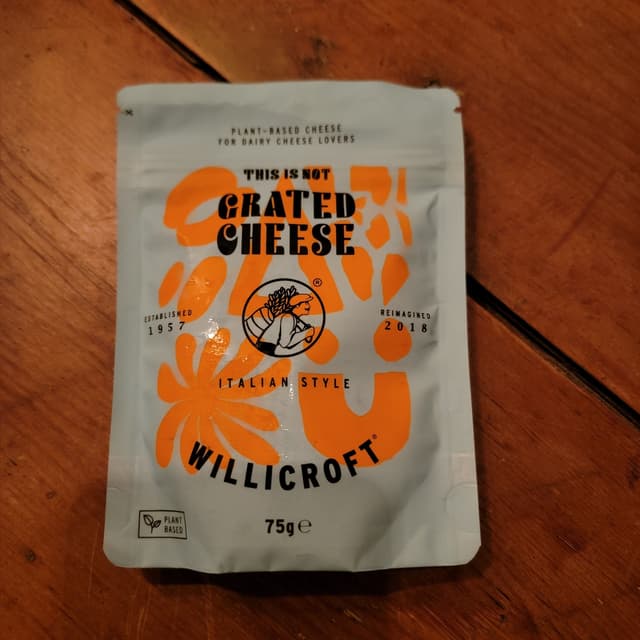 PLANT-BASED CHEESE
FOR DAIRY CHEESE LOVERS
THIS IS NOT
GRATED
CHEESE
®
ESTABLISHED
1957
REIMAGINED
2018
ITALIAN STYLE
WILLICROFT®
PLANT
BASED
75g ℮